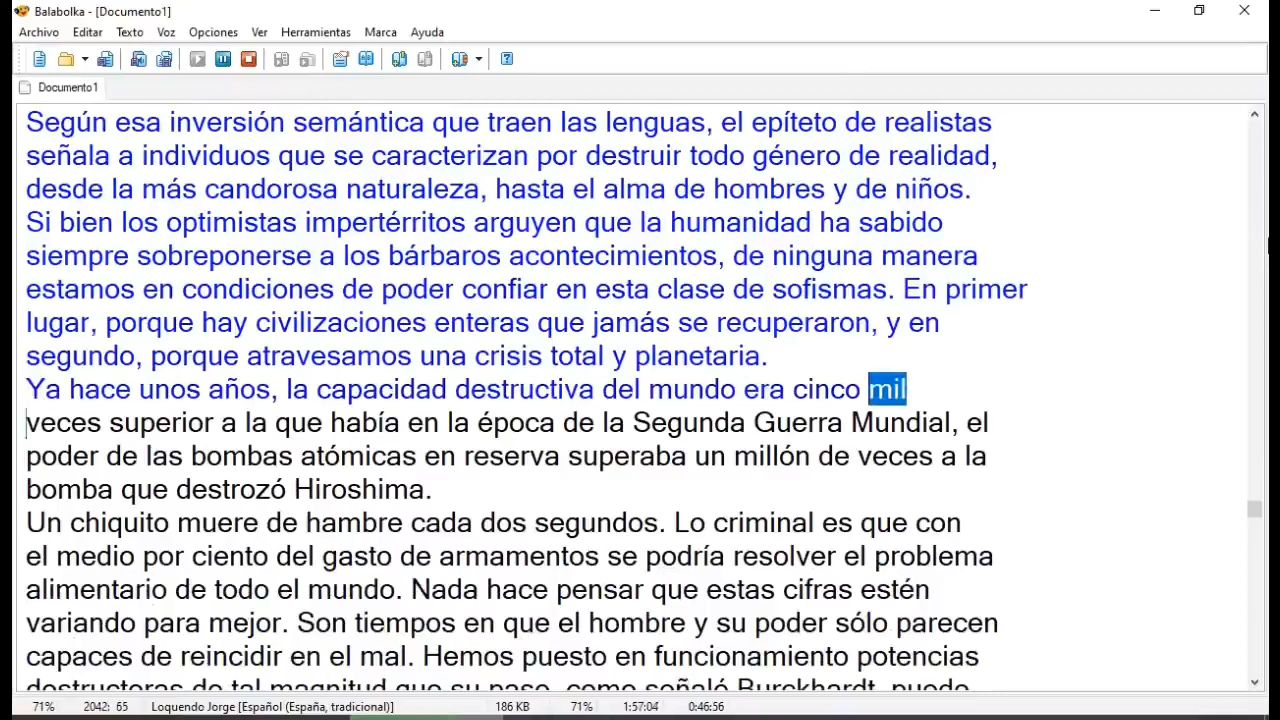 Balabolka - [Documento1]
Archivo Editar Texto Voz Opciones Ver Herramientas Marca Ayuda
Documento1
Según esa inversión semántica que traen las lenguas, el epíteto de realistas
señala a individuos que se caracterizan por destruir todo género de realidad,
desde la más candorosa naturaleza, hasta el alma de hombres y de niños.
Si bien los optimistas impertérritos arguyen que la humanidad ha sabido
siempre sobreponerse a los bárbaros acontecimientos, de ninguna manera
estamos en condiciones de poder confiar en esta clase de sofismas. En primer
lugar, porque hay civilizaciones enteras que jamás se recuperaron, y en
segundo, porque atravesamos una crisis total y planetaria.
Ya hace unos años, la capacidad destructiva del mundo era cinco mil
veces superior a la que había en la época de la Segunda Guerra Mundial, el
poder de las bombas atómicas en reserva superaba un millón de veces a la
bomba que destrozó Hiroshima.
Un chiquito muere de hambre cada dos segundos. Lo criminal es que con
el medio por ciento del gasto de armamentos se podría resolver el problema
alimentario de todo el mundo. Nada hace pensar que estas cifras estén
variando para mejor. Son tiempos en que el hombre y su poder sólo parecen
capaces de reincidir en el mal. Hemos puesto en funcionamiento potencias
destructoras de tal magnitud que su paso, como señaló Burckhardt, puede
71% 2042: 65 Loquendo Jorge [Español (España, tradicional)] 186 KB 71% 1:57:04 0:46:56